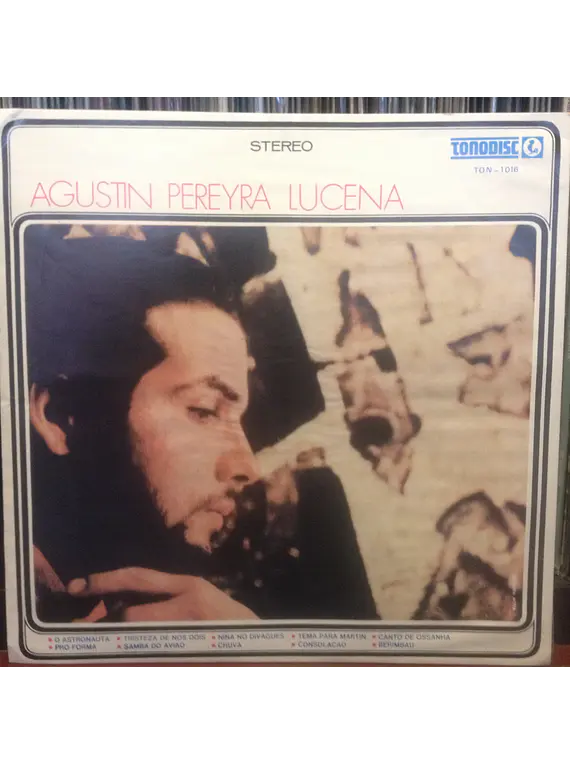 STEREO
TONODISC
TON-1016
AGUSTIN PEREYRA LUCENA
O ASTRONAUTA TRISTEZA DE NOS DOIS NINA NO DIVAGUES TEMA PARA MARTIN CANTO DE OSSANHA
PRO FORMA SAMBA DO AVIAO CHUVA CONSOLACAO BERIMBAU